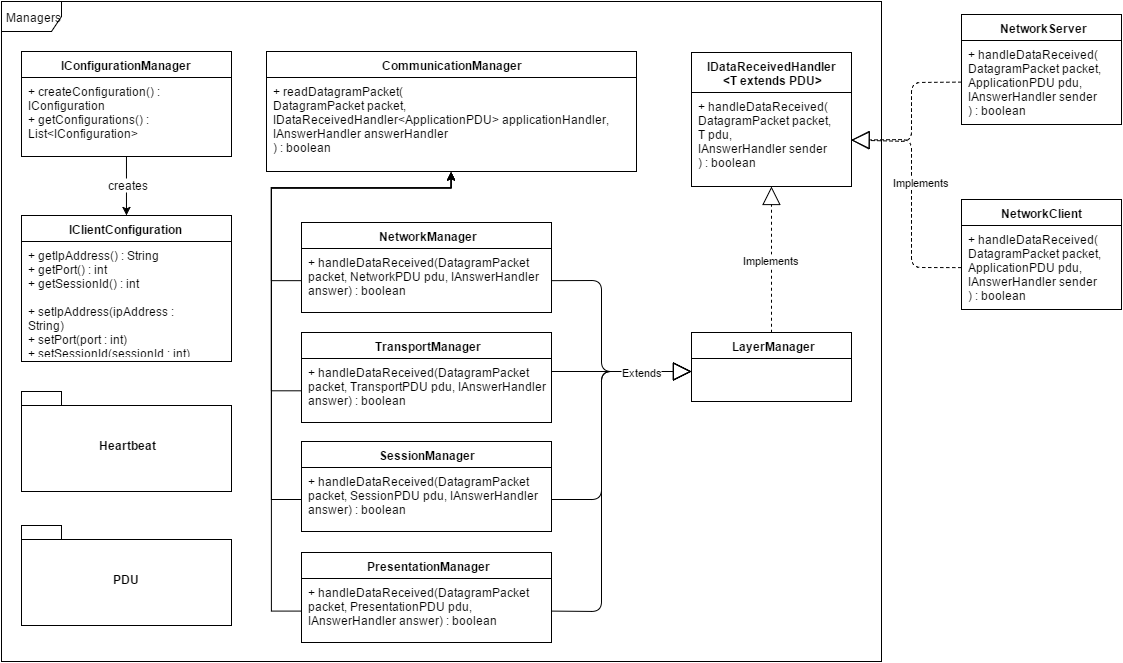 Managers
IConfigurationManager
+ createConfiguration() :
IConfiguration
+ getConfigurations() :
List<IConfiguration>
creates
IClientConfiguration
+ getIpAddress() : String
+ getPort() : int
+ getSessionId() : int
+ setIpAddress(ipAddress :
String)
+ setPort(port : int)
+ setSessionId(sessionId : int)
Heartbeat
PDU
CommunicationManager
+ readDatagramPacket(
DatagramPacket packet,
IDataReceivedHandler<ApplicationPDU> applicationHandler,
IAnswerHandler answerHandler
) : boolean
NetworkManager
+ handleDataReceived(DatagramPacket
packet, NetworkPDU pdu, IAnswerHandler
answer) : boolean
TransportManager
+ handleDataReceived(DatagramPacket
packet, TransportPDU pdu, IAnswerHandler
answer) : boolean
SessionManager
+ handleDataReceived(DatagramPacket
packet, SessionPDU pdu, IAnswerHandler
answer) : boolean
PresentationManager
+ handleDataReceived(DatagramPacket
packet, PresentationPDU pdu,
IAnswerHandler answer) : boolean
Extends
IDataReceivedHandler
<T extends PDU>
+ handleDataReceived(
DatagramPacket packet,
T pdu,
IAnswerHandler sender
) : boolean
Implements
LayerManager
NetworkServer
+ handleDataReceived(
DatagramPacket packet,
ApplicationPDU pdu,
IAnswerHandler sender
) : boolean
Implements
NetworkClient
+ handleDataReceived(
DatagramPacket packet,
ApplicationPDU pdu,
IAnswerHandler sender
) : boolean